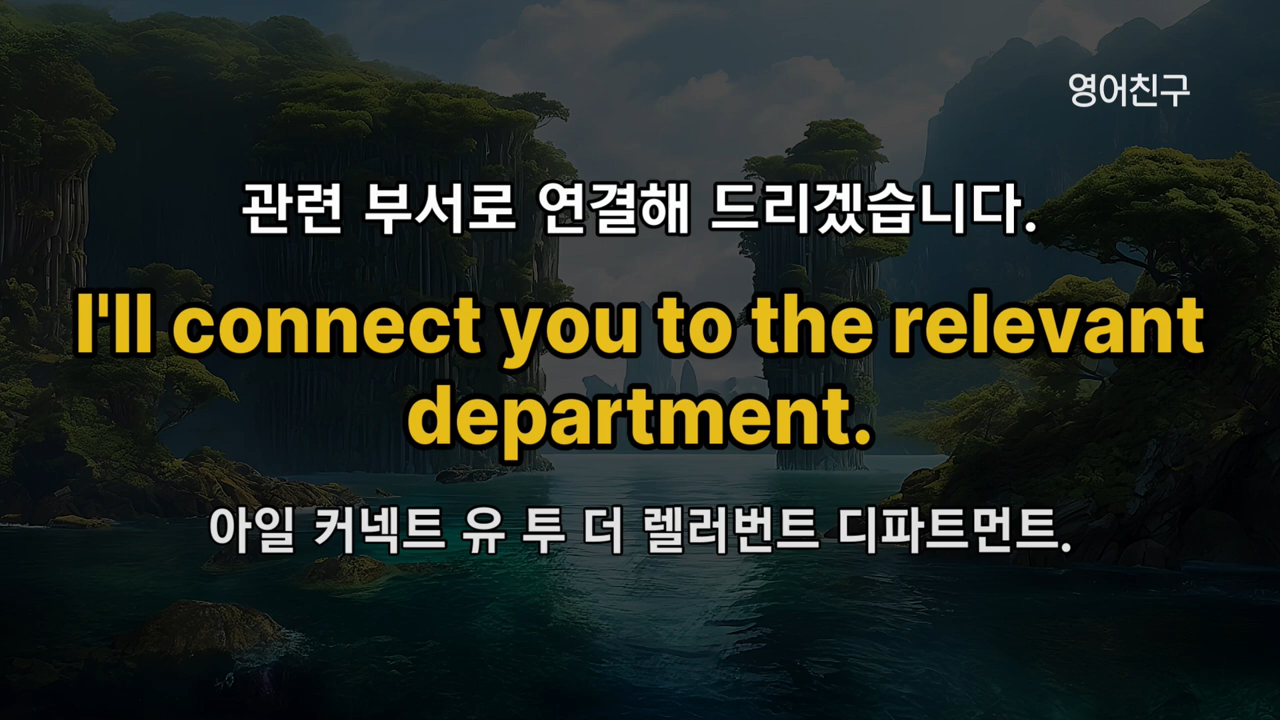 영어친구
관련 부서로 연결해 드리겠습니다.
I'll connect you to the relevant
department.
아일 커넥트 유 투 더 렐러번트 디파트먼트.